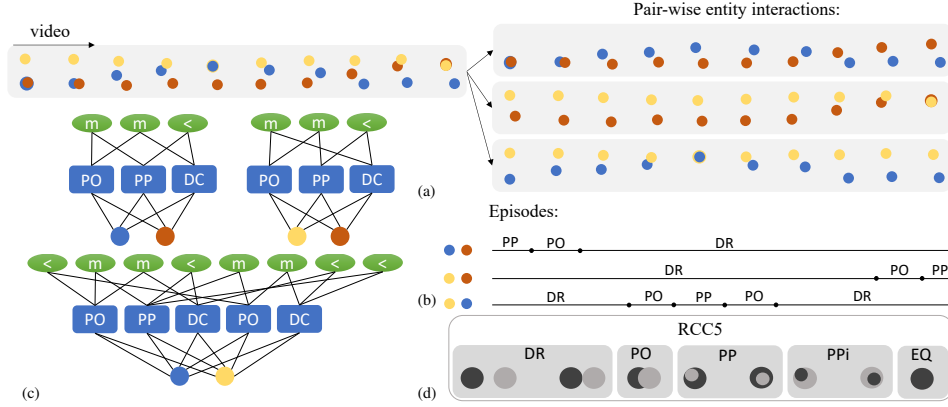 Pair-wise entity interactions:
video
m m < m m <
PO PP DC PO PP DC
(a)
Episodes:
PP PO DR
< m m < m m < <
DR PO PP
(b)
PO PP DC PO DC
DR PO PP PO DR
RCC5
DR PO PP PPi EQ
(c) (d)